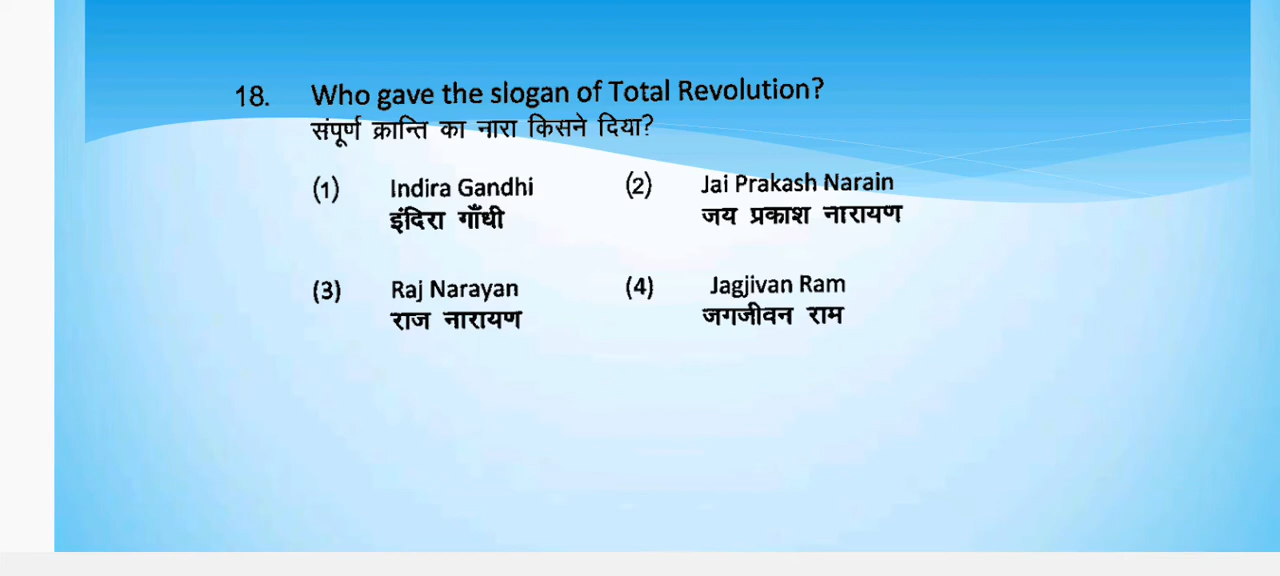 18. Who gave the slogan of Total Revolution?
संपूर्ण क्रान्ति का नारा किसने दिया?
(1) Indira Gandhi (2) Jai Prakash Narain
इंदिरा गाँधी जय प्रकाश नारायण
(3) Raj Narayan (4) Jagjivan Ram
राज नारायण जगजीवन राम